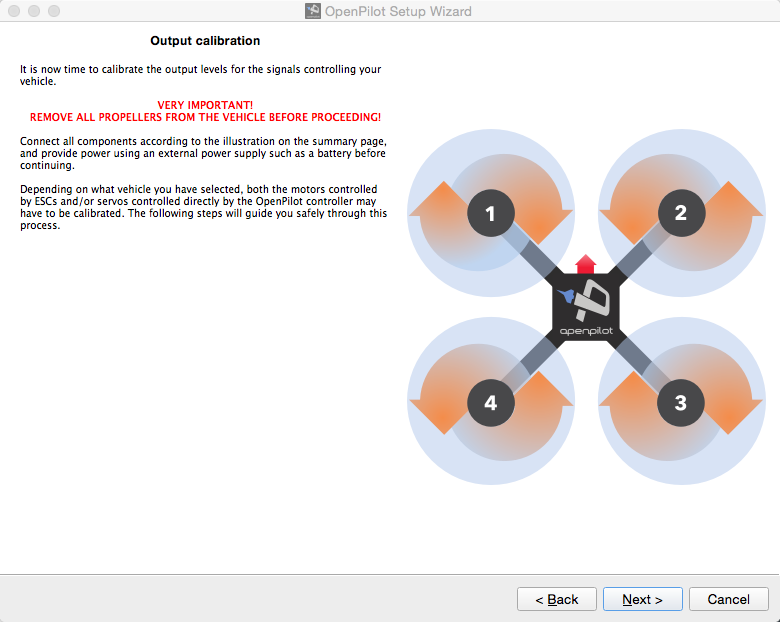 OpenPilot Setup Wizard
Output calibration
It is now time to calibrate the output levels for the signals controlling your
vehicle.
VERY IMPORTANT!
REMOVE ALL PROPELLERS FROM THE VEHICLE BEFORE PROCEEDING!
Connect all components according to the illustration on the summary page,
and provide power using an external power supply such as a battery before
continuing.
Depending on what vehicle you have selected, both the motors controlled
by ESCs and/or servos controlled directly by the OpenPilot controller may
have to be calibrated. The following steps will guide you safely through this
process.
1
2
openpilot
4
3
< Back
Next >
Cancel